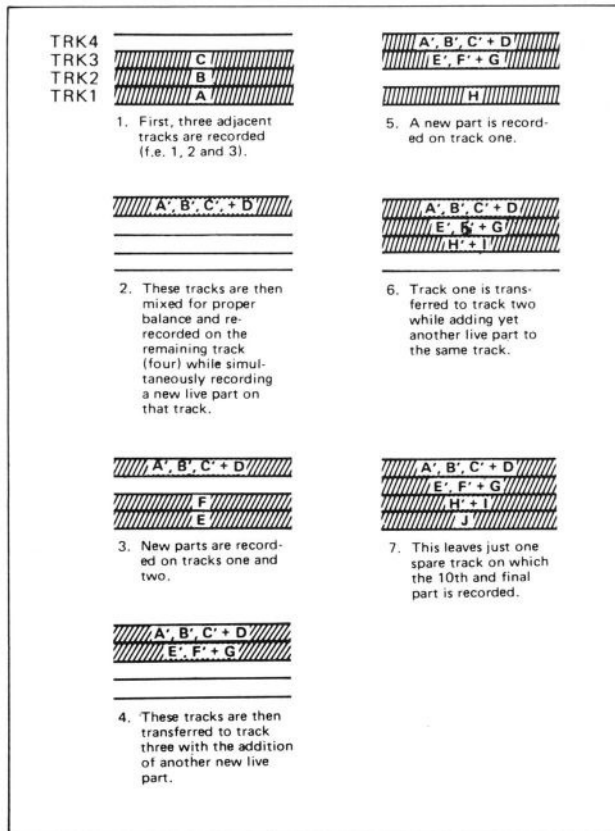 TRK4
TRK3 C
TRK2 B
TRK1 A
1. First, three adjacent
tracks are recorded
(f.e. 1, 2 and 3).
A', B', C', + D
2. These tracks are then
mixed for proper
balance and re-
recorded on the
remaining track
(four) while simul-
taneously recording
a new live part on
that track.
A', B', C' + D
F
E
3. New parts are record-
ed on tracks one and
two.
A', B', C' + D
E', F' + G
4. These tracks are then
transferred to track
three with the addition
of another new live
part.
A', B', C' + D
E', F' + G
H
5. A new part is record-
ed on track one.
A', B', C' + D
E', F' + G
H' + I
6. Track one is trans-
ferred to track two
while adding yet
another live part to
the same track.
A', B', C' + D
E', F' + G
H' + I
J
7. This leaves just one
spare track on which
the 10th and final
part is recorded.